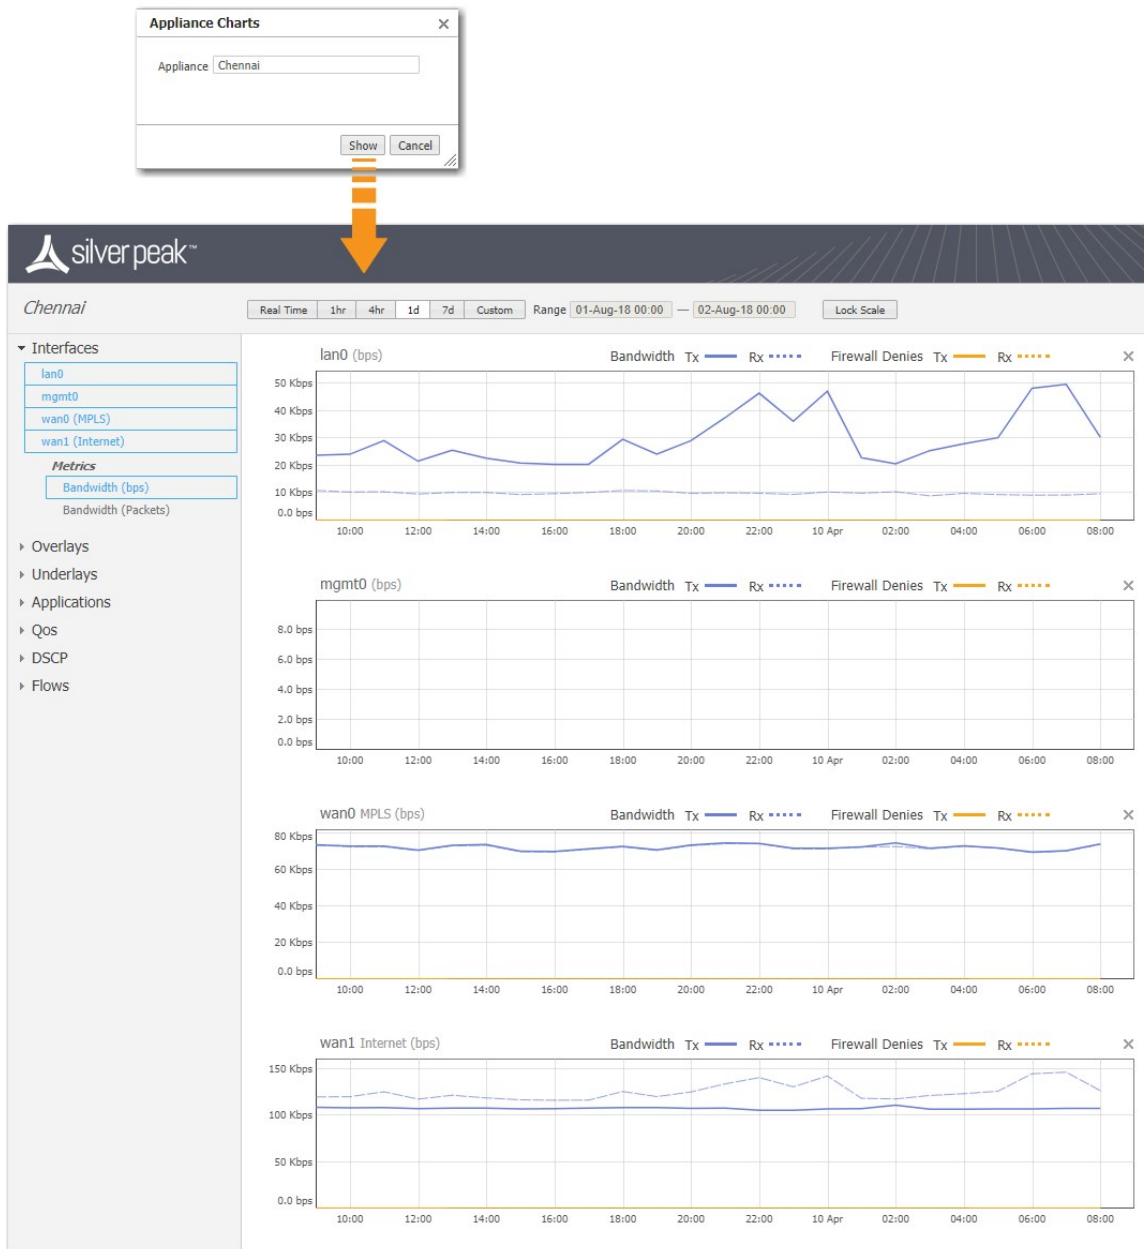 Appliance Charts
Appliance Chennai
Show Cancel
silver peak™
Chennai
Real Time 1hr 4hr 1d 7d Custom Range 01-Aug-18 00:00 — 02-Aug-18 00:00 Lock Scale
Interfaces
lan0
mgmt0
wan0 (MPLS)
wan1 (Internet)
Metrics
Bandwidth (bps)
Bandwidth (Packets)
Overlays
Underlays
Applications
Qos
DSCP
Flows
lan0 (bps) Bandwidth Tx Rx Firewall Denies Tx Rx
50 Kbps
40 Kbps
30 Kbps
20 Kbps
10 Kbps
0.0 bps
10:00 12:00 14:00 16:00 18:00 20:00 22:00 10 Apr 02:00 04:00 06:00 08:00
mgmt0 (bps) Bandwidth Tx Rx Firewall Denies Tx Rx
8.0 bps
6.0 bps
4.0 bps
2.0 bps
0.0 bps
10:00 12:00 14:00 16:00 18:00 20:00 22:00 10 Apr 02:00 04:00 06:00 08:00
wan0 MPLS (bps) Bandwidth Tx Rx Firewall Denies Tx Rx
80 Kbps
60 Kbps
40 Kbps
20 Kbps
0.0 bps
10:00 12:00 14:00 16:00 18:00 20:00 22:00 10 Apr 02:00 04:00 06:00 08:00
wan1 Internet (bps) Bandwidth Tx Rx Firewall Denies Tx Rx
150 Kbps
100 Kbps
50 Kbps
0.0 bps
10:00 12:00 14:00 16:00 18:00 20:00 22:00 10 Apr 02:00 04:00 06:00 08:00